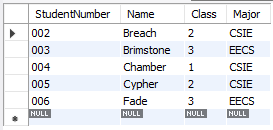 StudentNumber Name Class Major
002 Breach 2 CSIE
003 Brimstone 3 EECS
004 Chamber 1 CSIE
005 Cypher 2 CSIE
006 Fade 3 EECS
NULL NULL NULL NULL